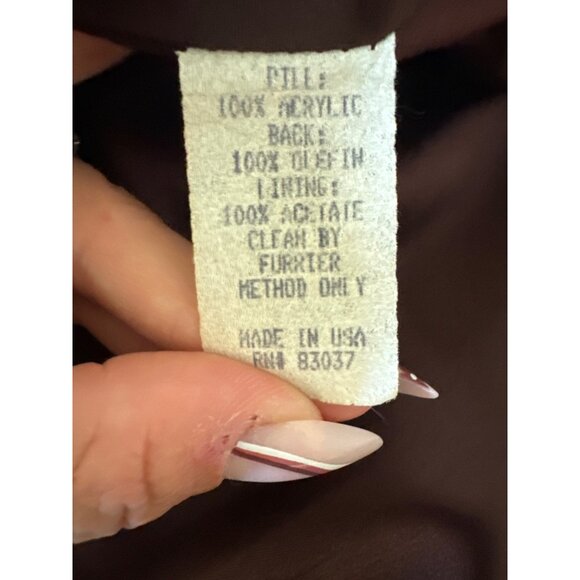 PILE:
100% ACRYLIC
BACK:
100% OLEFIN
LINING:
100% ACETATE
CLEAN BY
FURRIER
METHOD ONLY
MADE IN USA
RN# 83037